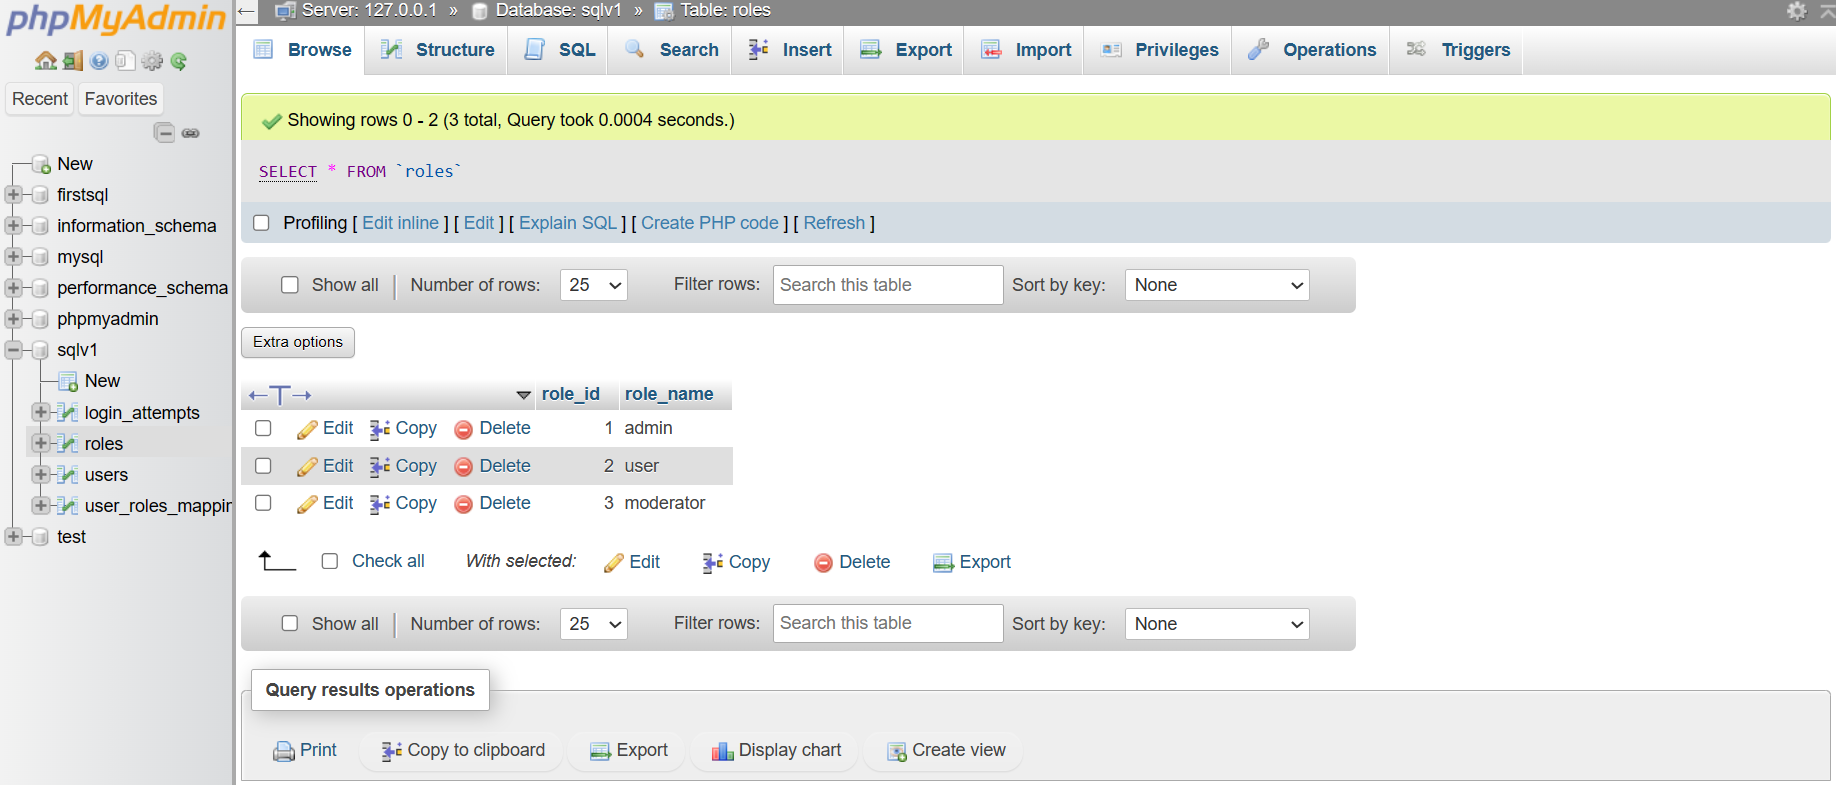 phpMyAdmin
Recent Favorites
New
firstsql
information_schema
mysql
performance_schema
phpmyadmin
sqlv1
New
login_attempts
roles
users
user_roles_mappin
test
Server: 127.0.0.1 » Database: sqlv1 » Table: roles
Browse Structure SQL Search Insert Export Import Privileges Operations Triggers
Showing rows 0 - 2 (3 total, Query took 0.0004 seconds.)
SELECT * FROM `roles`
Profiling [ Edit inline ] [ Edit ] [ Explain SQL ] [ Create PHP code ] [ Refresh ]
Show all | Number of rows: 25 Filter rows: Search this table Sort by key: None
Extra options
←T→ role_id role_name
Edit Copy Delete 1 admin
Edit Copy Delete 2 user
Edit Copy Delete 3 moderator
Check all With selected: Edit Copy Delete Export
Show all | Number of rows: 25 Filter rows: Search this table Sort by key: None
Query results operations
Print Copy to clipboard Export Display chart Create view